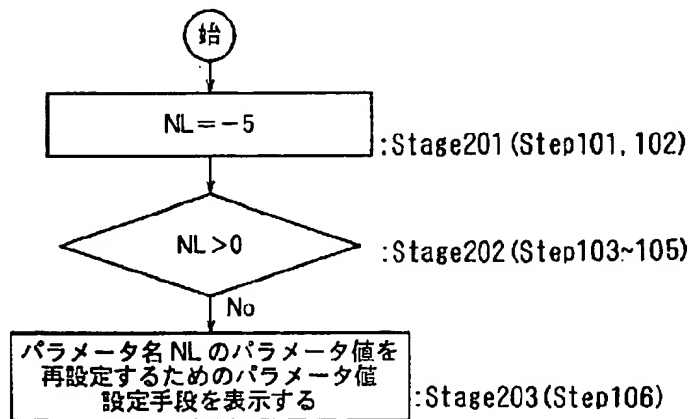 始
NL=−5
:Stage201(Step101,102)
NL>0
:Stage202(Step103~105)
No
パラメータ名 NL のパラメータ値を
再設定するためのパラメータ値
設定手段を表示する
:Stage203(Step106)